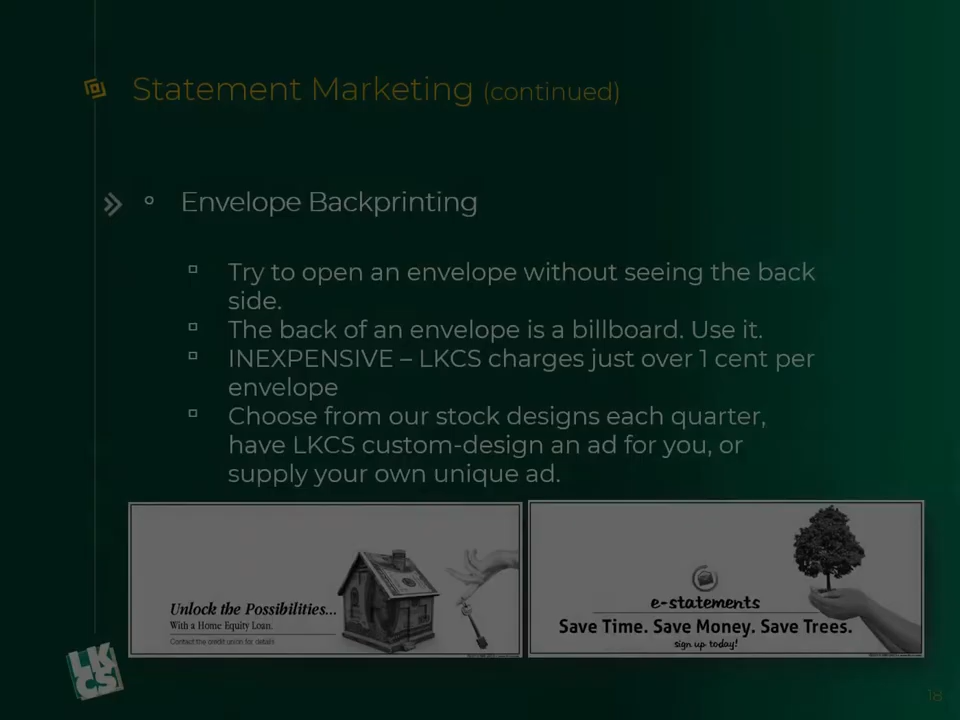 Statement Marketing (continued)
Envelope Backprinting
Try to open an envelope without seeing the back
side.
The back of an envelope is a billboard. Use it.
INEXPENSIVE – LKCS charges just over 1 cent per
envelope
Choose from our stock designs each quarter,
have LKCS custom-design an ad for you, or
supply your own unique ad.
Unlock the Possibilities...
With a Home Equity Loan.
Contact the credit union for details
e-statements
Save Time. Save Money. Save Trees.
sign up today!
LK
CS
18